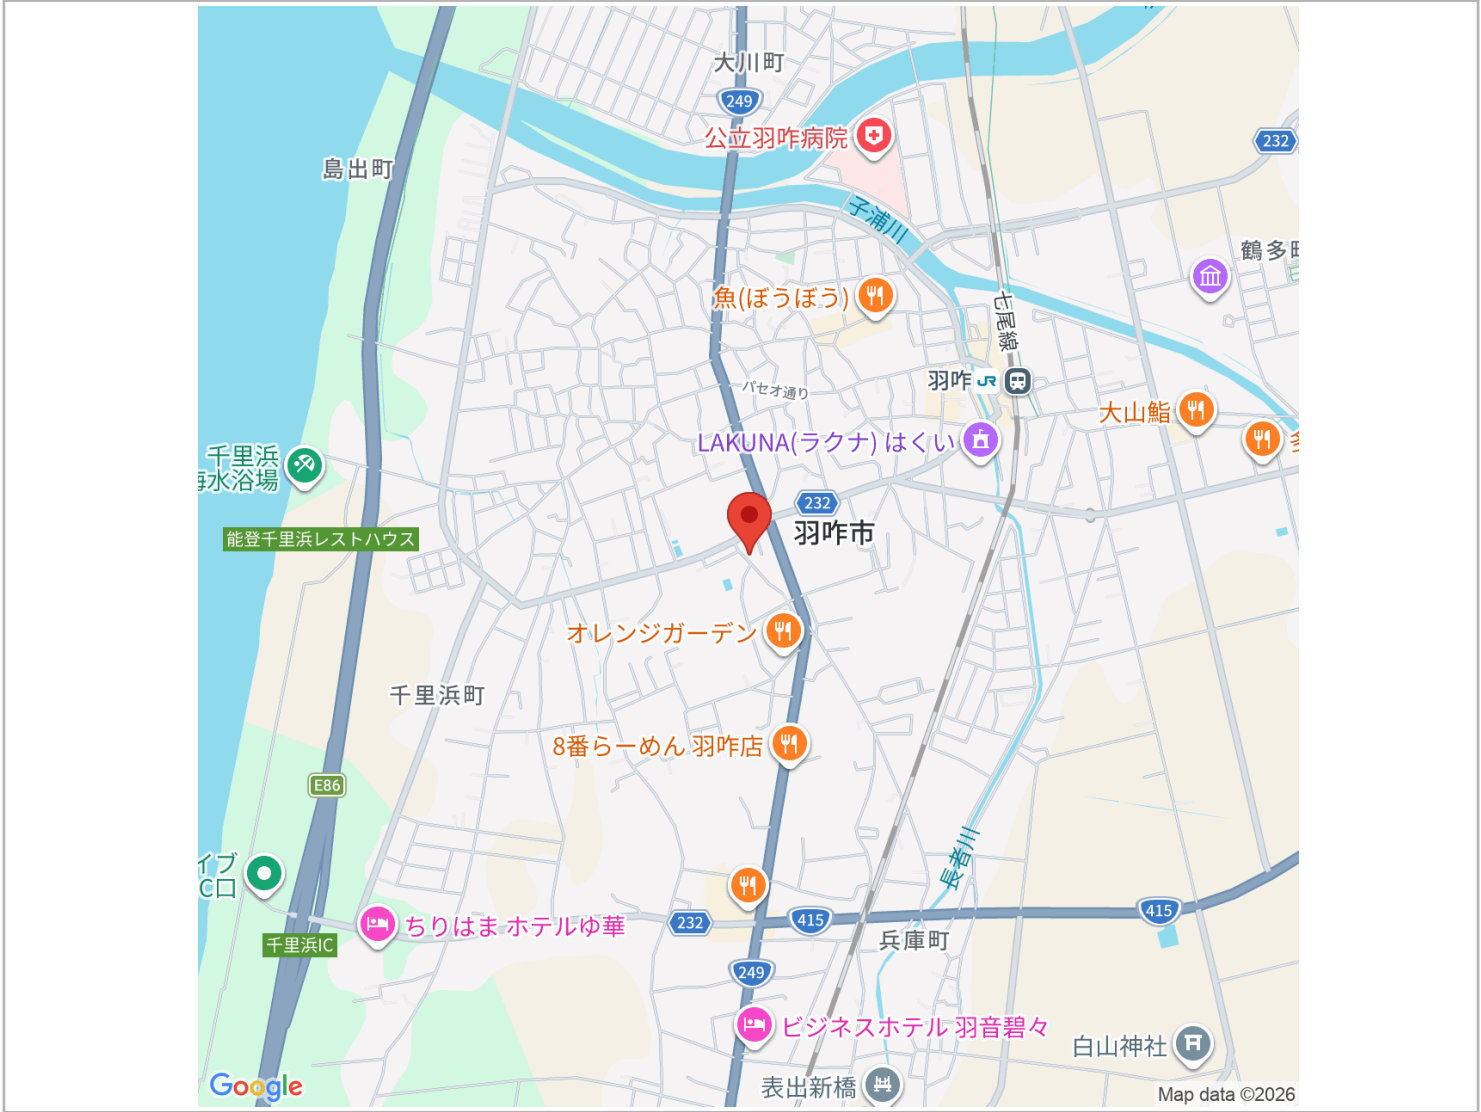 大川町
249
公立羽咋病院
232
島出町
子浦川
鶴多町
魚(ぼうぼう)
七尾線
羽咋 JR
パセオ通り
大山鮨
LAKUNA(ラクナ) はくい
多
千里浜
海水浴場
232
羽咋市
能登千里浜レストハウス
オレンジガーデン
千里浜町
8番らーめん 羽咋店
E86
長者川
イブ
C口
ちりはま ホテルゆ華
232
415
415
千里浜IC
兵庫町
249
ビジネスホテル 羽音碧々
白山神社
表出新橋
Google
Map data ©2026